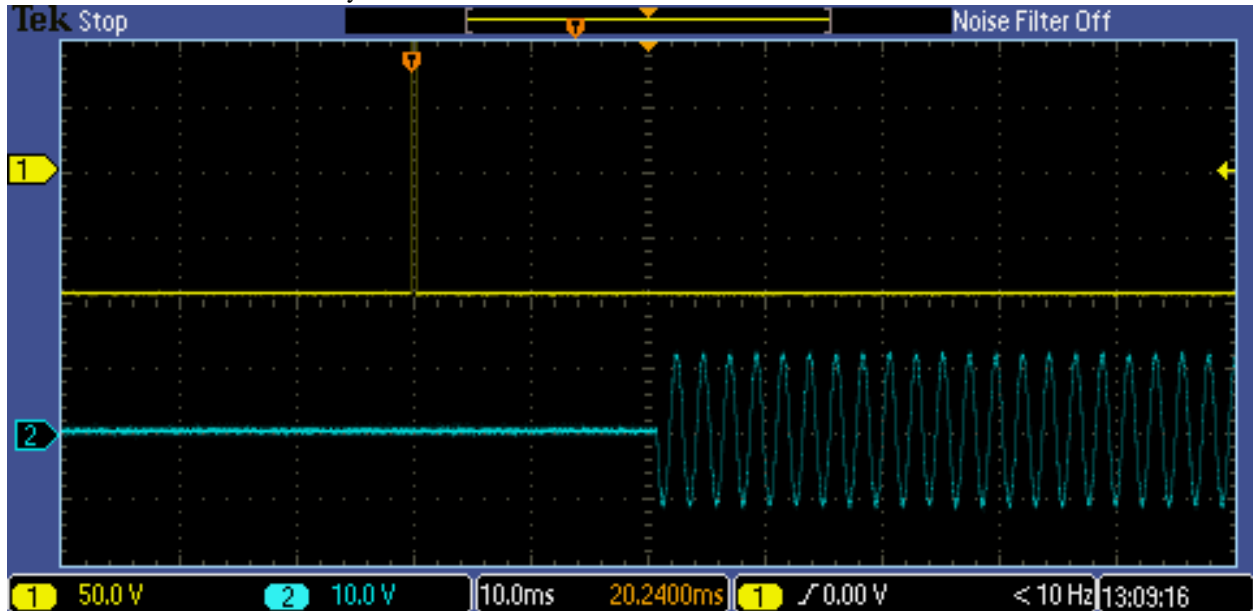 Tek Stop
Noise Filter Off
T
T
1
2
1 50.0 V 2 10.0 V 10.0ms 20.2400ms 1 0.00 V < 10 Hz 13:09:16